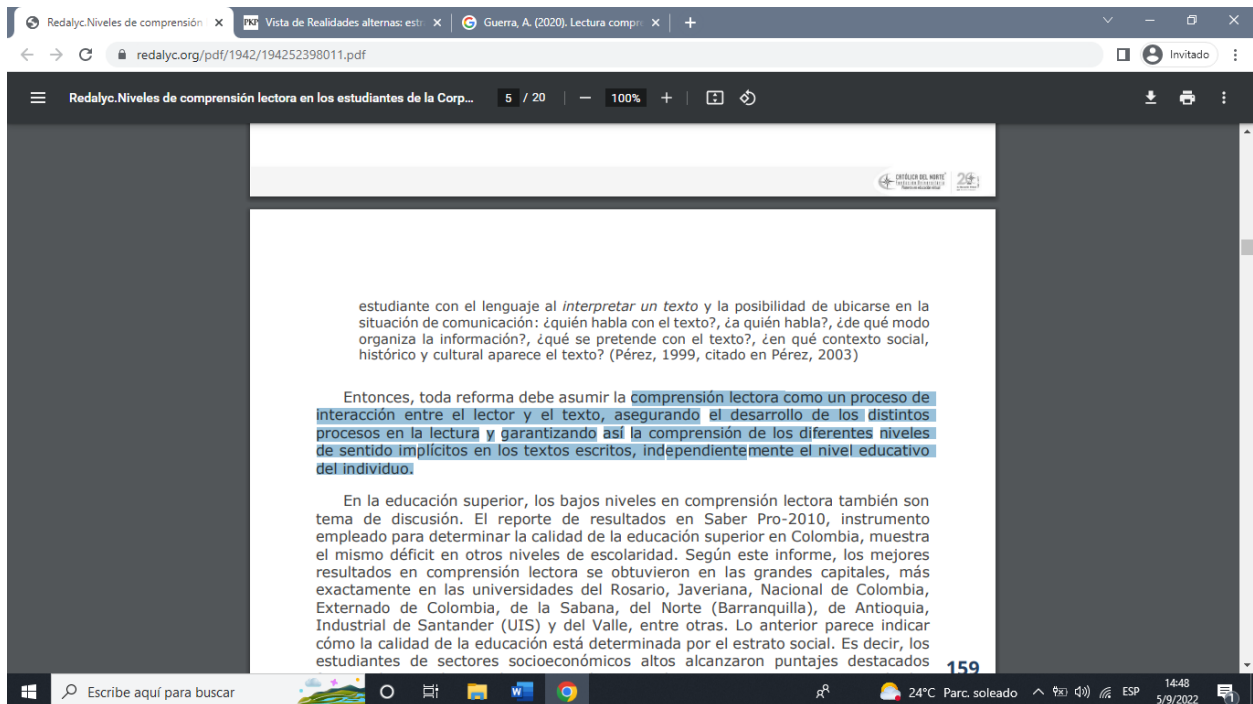 Redalyc.Niveles de comprensión
Vista de Realidades alternas: estr
Guerra, A. (2020). Lectura compre
redalyc.org/pdf/1942/194252398011.pdf
Invitado
Redalyc.Niveles de comprensión lectora en los estudiantes de la Corp...
5 / 20
100%
CATÓLICA DEL NORTE
estudiante con el lenguaje al interpretar un texto y la posibilidad de ubicarse en la
situación de comunicación: ¿quién habla con el texto?, ¿a quién habla?, ¿de qué modo
organiza la información?, ¿qué se pretende con el texto?, ¿en qué contexto social,
histórico y cultural aparece el texto? (Pérez, 1999, citado en Pérez, 2003)
Entonces, toda reforma debe asumir la comprensión lectora como un proceso de
interacción entre el lector y el texto, asegurando el desarrollo de los distintos
procesos en la lectura y garantizando así la comprensión de los diferentes niveles
de sentido implícitos en los textos escritos, independientemente el nivel educativo
del individuo.
En la educación superior, los bajos niveles en comprensión lectora también son
tema de discusión. El reporte de resultados en Saber Pro-2010, instrumento
empleado para determinar la calidad de la educación superior en Colombia, muestra
el mismo déficit en otros niveles de escolaridad. Según este informe, los mejores
resultados en comprensión lectora se obtuvieron en las grandes capitales, más
exactamente en las universidades del Rosario, Javeriana, Nacional de Colombia,
Externado de Colombia, de la Sabana, del Norte (Barranquilla), de Antioquia,
Industrial de Santander (UIS) y del Valle, entre otras. Lo anterior parece indicar
cómo la calidad de la educación está determinada por el estrato social. Es decir, los
estudiantes de sectores socioeconómicos altos alcanzaron puntajes destacados
159
Escribe aquí para buscar
24°C Parc. soleado
ESP
14:48
5/9/2022